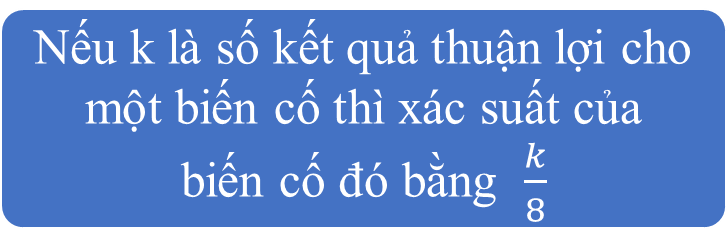 Nếu k là số kết quả thuận lợi cho
một biến cố thì xác suất của
biến cố đó bằng k/8